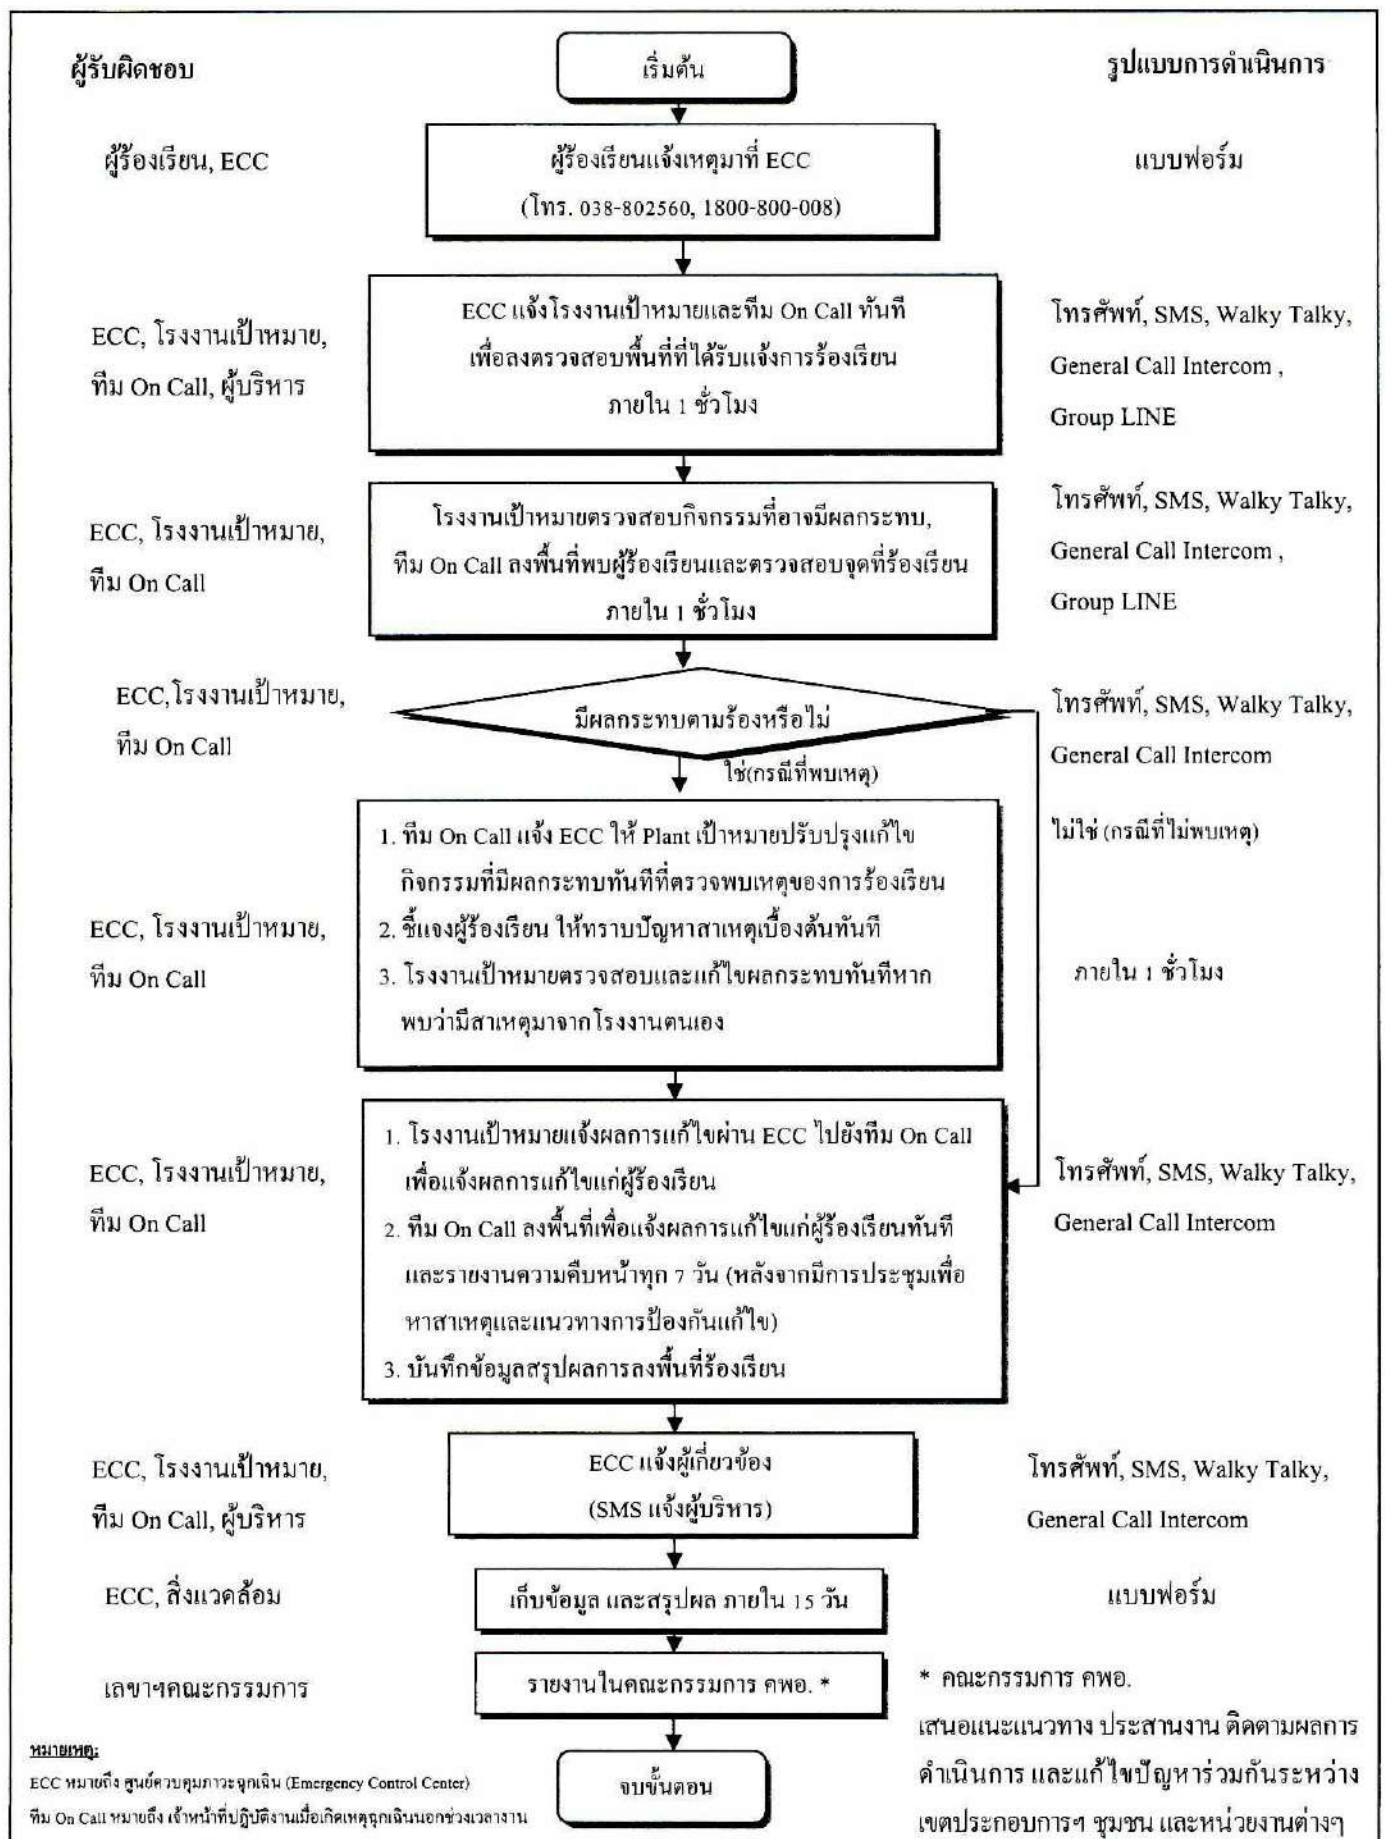 ผู้รับผิดชอบ
เริ่มต้น
รูปแบบการดำเนินการ
ผู้ร้องเรียน, ECC
ผู้ร้องเรียนแจ้งเหตุมาที่ ECC
(โทร. 038-802560, 1800-800-008)
แบบฟอร์ม
ECC, โรงงานเป้าหมาย,
ทีม On Call, ผู้บริหาร
ECC แจ้งโรงงานเป้าหมายและทีม On Call ทันที
เพื่อลงตรวจสอบพื้นที่ที่ได้รับแจ้งการร้องเรียน
ภายใน 1 ชั่วโมง
โทรศัพท์, SMS, Walky Talky,
General Call Intercom ,
Group LINE
ECC, โรงงานเป้าหมาย,
ทีม On Call
โรงงานเป้าหมายตรวจสอบกิจกรรมที่อาจมีผลกระทบ,
ทีม On Call ลงพื้นที่พบผู้ร้องเรียนและตรวจสอบจุดที่ร้องเรียน
ภายใน 1 ชั่วโมง
โทรศัพท์, SMS, Walky Talky,
General Call Intercom ,
Group LINE
ECC,โรงงานเป้าหมาย,
ทีม On Call
มีผลกระทบตามร้องหรือไม่
โทรศัพท์, SMS, Walky Talky,
General Call Intercom
ใช่(กรณีที่พบเหตุ)
ไม่ใช่ (กรณีที่ไม่พบเหตุ)
ECC, โรงงานเป้าหมาย,
ทีม On Call
1. ทีม On Call แจ้ง ECC ให้ Plant เป้าหมายปรับปรุงแก้ไข
กิจกรรมที่มีผลกระทบทันทีที่ตรวจพบเหตุของการร้องเรียน
2. ชี้แจงผู้ร้องเรียน ให้ทราบปัญหาสาเหตุเบื้องต้นทันที
3. โรงงานเป้าหมายตรวจสอบและแก้ไขผลกระทบทันทีหาก
พบว่ามีสาเหตุมาจากโรงงานตนเอง
ภายใน 1 ชั่วโมง
ECC, โรงงานเป้าหมาย,
ทีม On Call
1. โรงงานเป้าหมายแจ้งผลการแก้ไขผ่าน ECC ไปยังทีม On Call
เพื่อแจ้งผลการแก้ไขแก่ผู้ร้องเรียน
2. ทีม On Call ลงพื้นที่เพื่อแจ้งผลการแก้ไขแก่ผู้ร้องเรียนทันที
และรายงานความคืบหน้าทุก 7 วัน (หลังจากมีการประชุมเพื่อ
หาสาเหตุและแนวทางการป้องกันแก้ไข)
3. บันทึกข้อมูลสรุปผลการลงพื้นที่ร้องเรียน
โทรศัพท์, SMS, Walky Talky,
General Call Intercom
ECC, โรงงานเป้าหมาย,
ทีม On Call, ผู้บริหาร
ECC แจ้งผู้เกี่ยวข้อง
(SMS แจ้งผู้บริหาร)
โทรศัพท์, SMS, Walky Talky,
General Call Intercom
ECC, สิ่งแวดล้อม
เก็บข้อมูล และสรุปผล ภายใน 15 วัน
แบบฟอร์ม
เลขาฯคณะกรรมการ
รายงานในคณะกรรมการ คพอ. *
* คณะกรรมการ คพอ.
เสนอแนะแนวทาง ประสานงาน ติดตามผลการ
ดำเนินการ และแก้ไขปัญหาร่วมกันระหว่าง
เขตประกอบการฯ ชุมชน และหน่วยงานต่างๆ
จบขั้นตอน
หมายเหตุ:
ECC หมายถึง ศูนย์ควบคุมภาวะฉุกเฉิน (Emergency Control Center)
ทีม On Call หมายถึง เจ้าหน้าที่ปฏิบัติงานเมื่อเกิดเหตุฉุกเฉินนอกช่วงเวลางาน